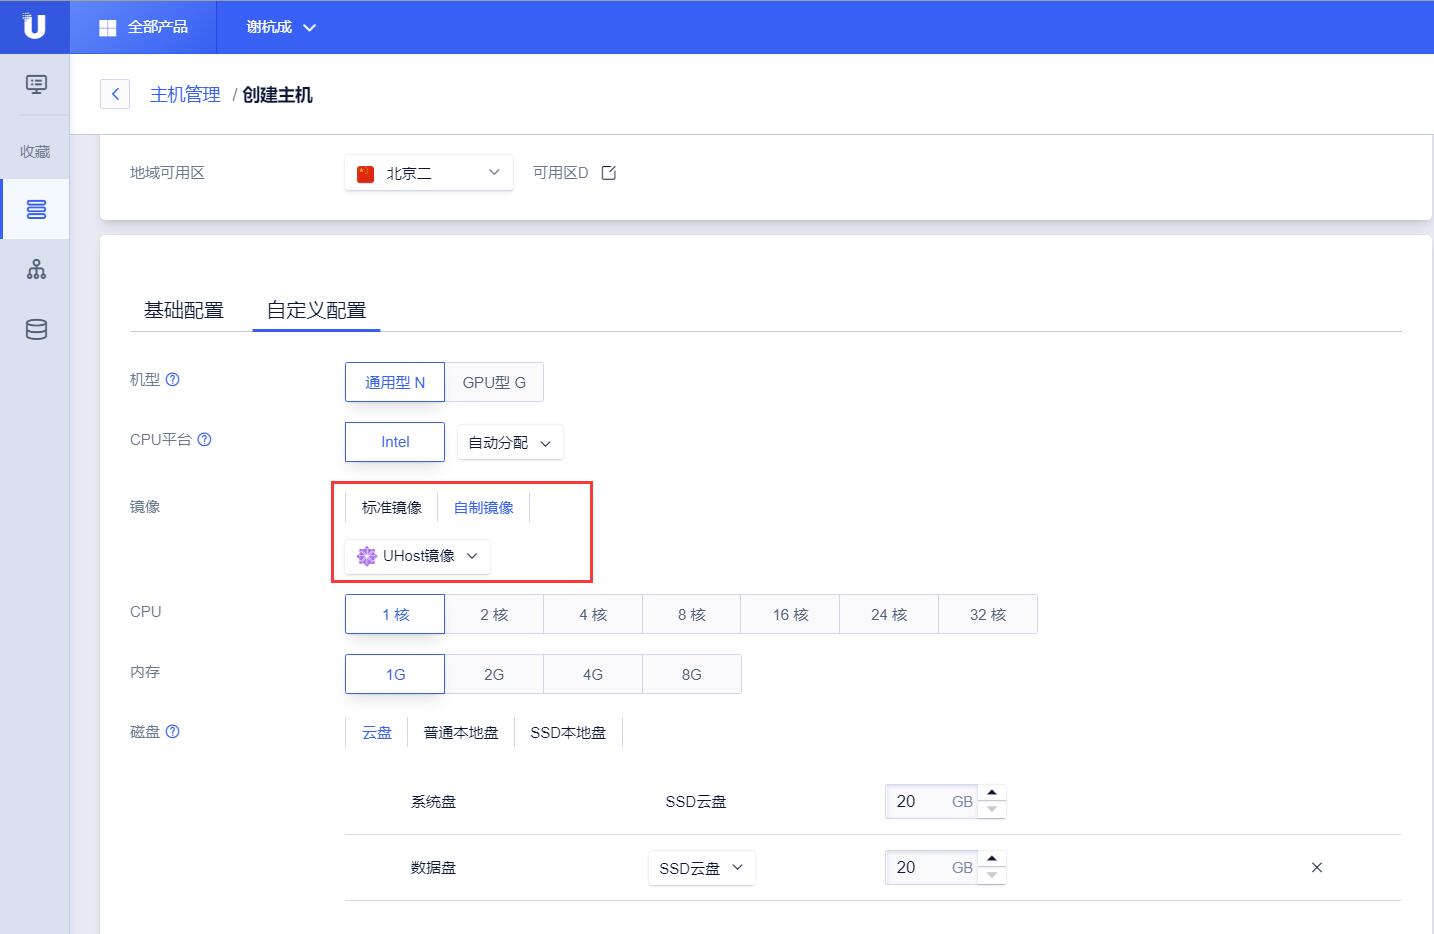 U 全部产品 谢杭成
主机管理 / 创建主机
收藏
地域可用区 北京二 可用区D
基础配置 自定义配置
机型 通用型 N GPU型 G
CPU平台 Intel 自动分配
镜像 标准镜像 自制镜像
UHost镜像
CPU 1 核 2 核 4 核 8 核 16 核 24 核 32 核
内存 1G 2G 4G 8G
磁盘 云盘 普通本地盘 SSD本地盘
系统盘 SSD云盘 20 GB
数据盘 SSD云盘 20 GB